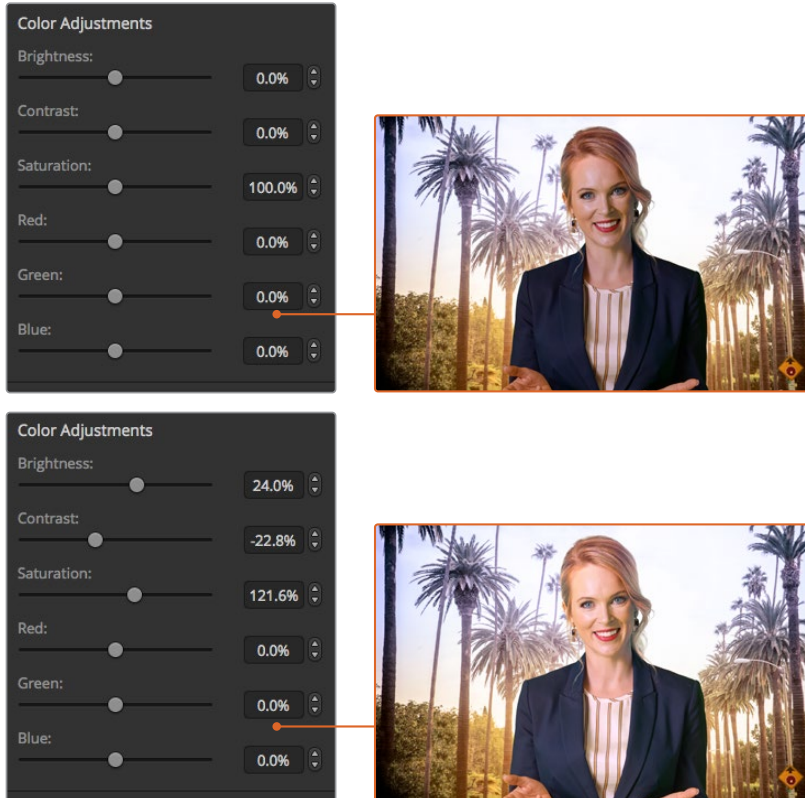 Color Adjustments
Brightness:
0.0%
Contrast:
0.0%
Saturation:
100.0%
Red:
0.0%
Green:
0.0%
Blue:
0.0%
Color Adjustments
Brightness:
24.0%
Contrast:
-22.8%
Saturation:
121.6%
Red:
0.0%
Green:
0.0%
Blue:
0.0%